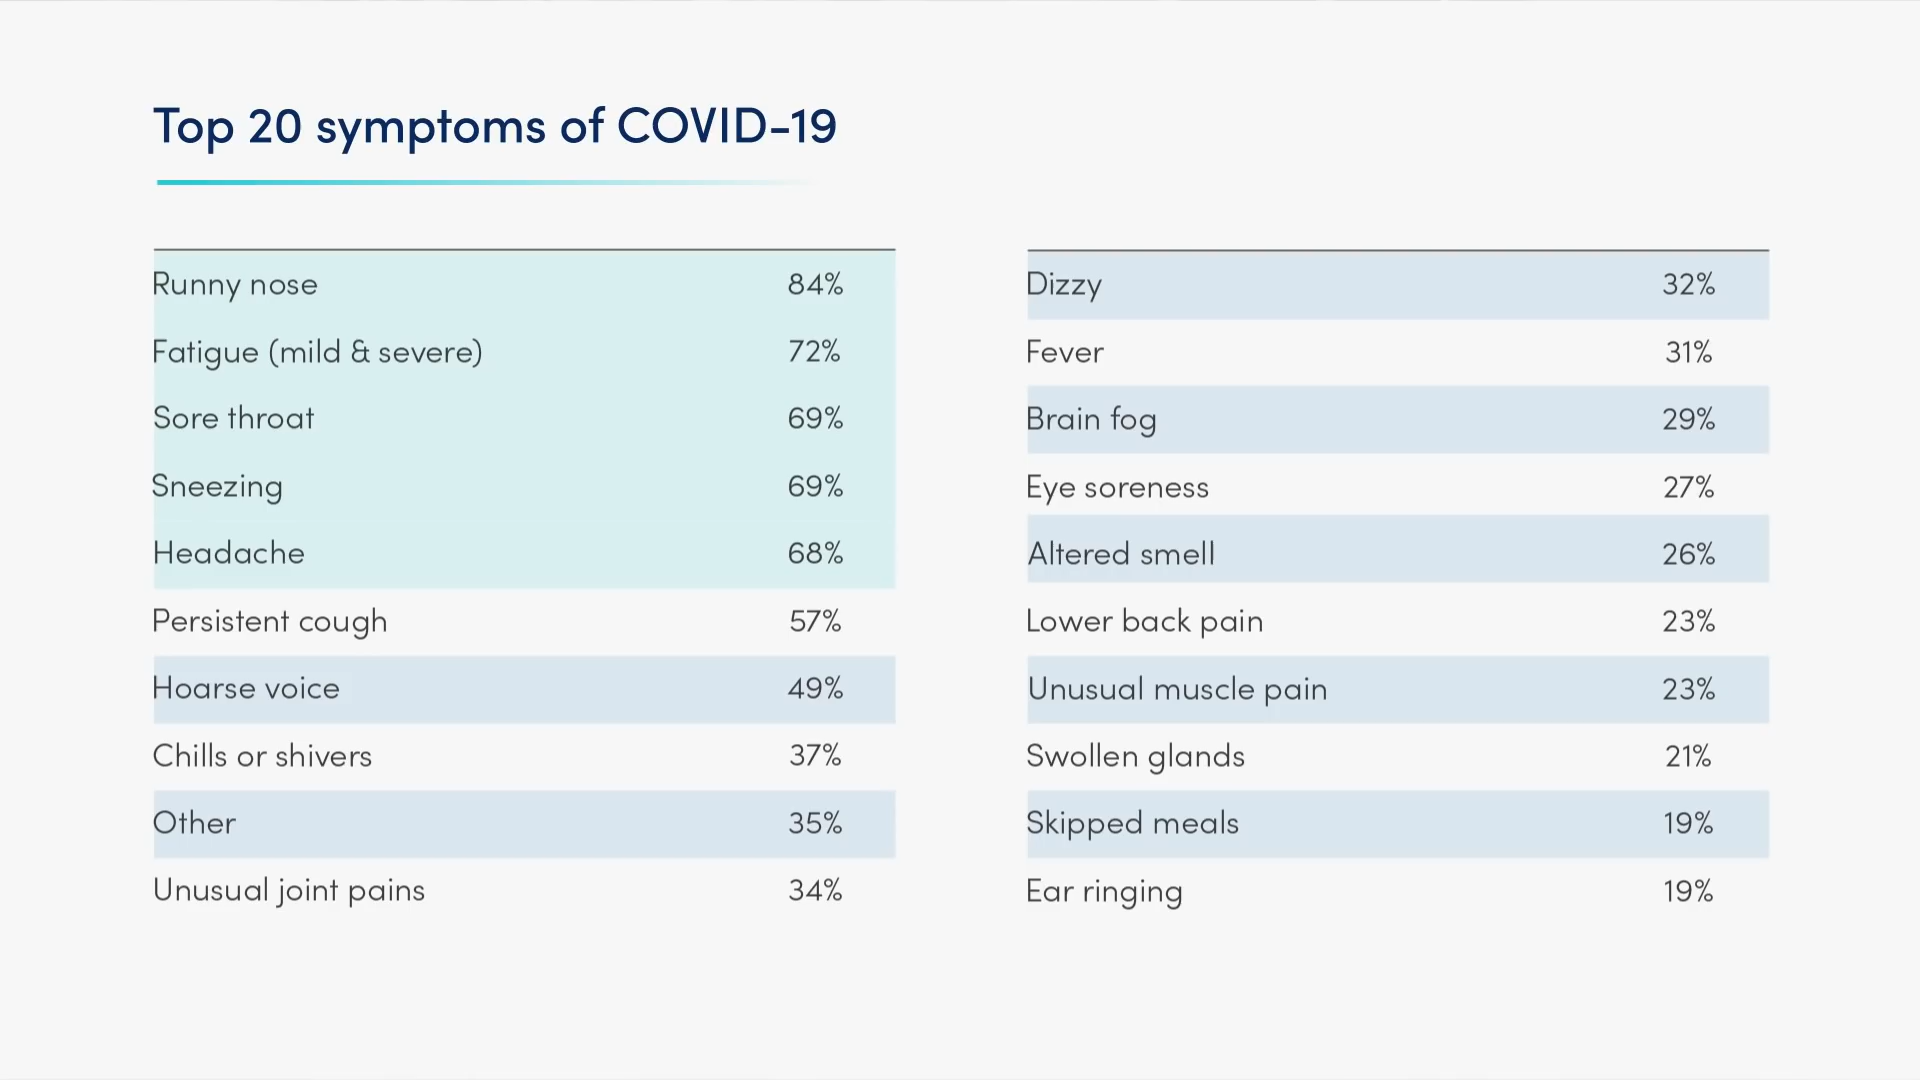 Top 20 symptoms of COVID-19
Runny nose 84%
Fatigue (mild & severe) 72%
Sore throat 69%
Sneezing 69%
Headache 68%
Persistent cough 57%
Hoarse voice 49%
Chills or shivers 37%
Other 35%
Unusual joint pains 34%
Dizzy 32%
Fever 31%
Brain fog 29%
Eye soreness 27%
Altered smell 26%
Lower back pain 23%
Unusual muscle pain 23%
Swollen glands 21%
Skipped meals 19%
Ear ringing 19%